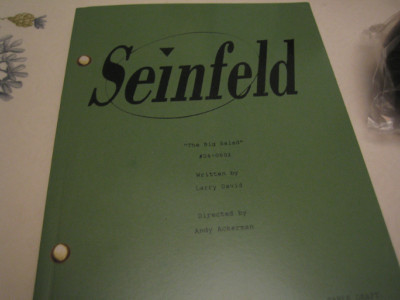 Seinfeld
"The Big Salad"
Written by
Larry David
Directed by
Andy Ackerman